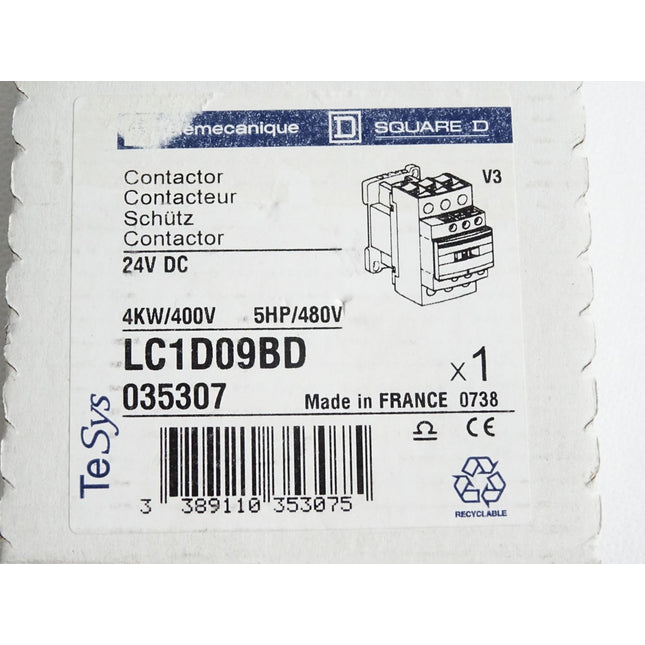 SQUARE D
Contactor
Contacteur
Schütz
Contactor
V3
24V DC
4KW/400V 5HP/480V
LC1D09BD
x1
035307
Made in FRANCE 0738
TeSys
CE
3 389110 353075
RECYCLABLE